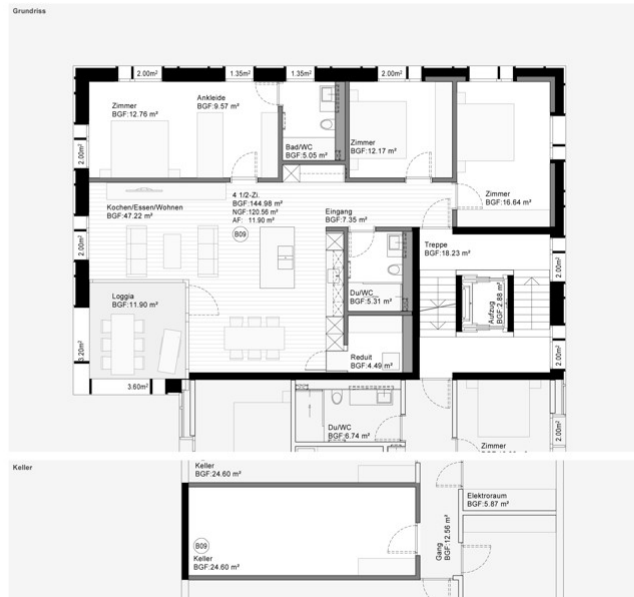 Grundriss
2.00m²
1.35m²
1.35m²
2.00m²
Zimmer
BGF:12.76 m²
Ankleide
BGF:9.57 m²
Bad/WC
BGF:5.05 m²
Zimmer
BGF:12.17 m²
Zimmer
BGF:16.64 m²
2.00m²
Kochen/Essen/Wohnen
BGF:47.22 m²
4 1/2-Zi.
BGF:144.98 m²
NGF:120.56 m²
AF: 11.90 m²
B09
Eingang
BGF:7.35 m²
Treppe
BGF:18.23 m²
2.00m²
2.00m²
Loggia
BGF:11.90 m²
Du/WC
BGF:5.31 m²
Aufzug
BGF:2.88 m²
3.20m²
Reduit
BGF:4.49 m²
2.00m²
3.60m²
Du/WC
BGF:6.74 m²
Zimmer
2.00m²
Keller
Keller
BGF:24.60 m²
Elektroraum
BGF:5.87 m²
Gang
BGF:12.56 m²
B09
Keller
BGF:24.60 m²